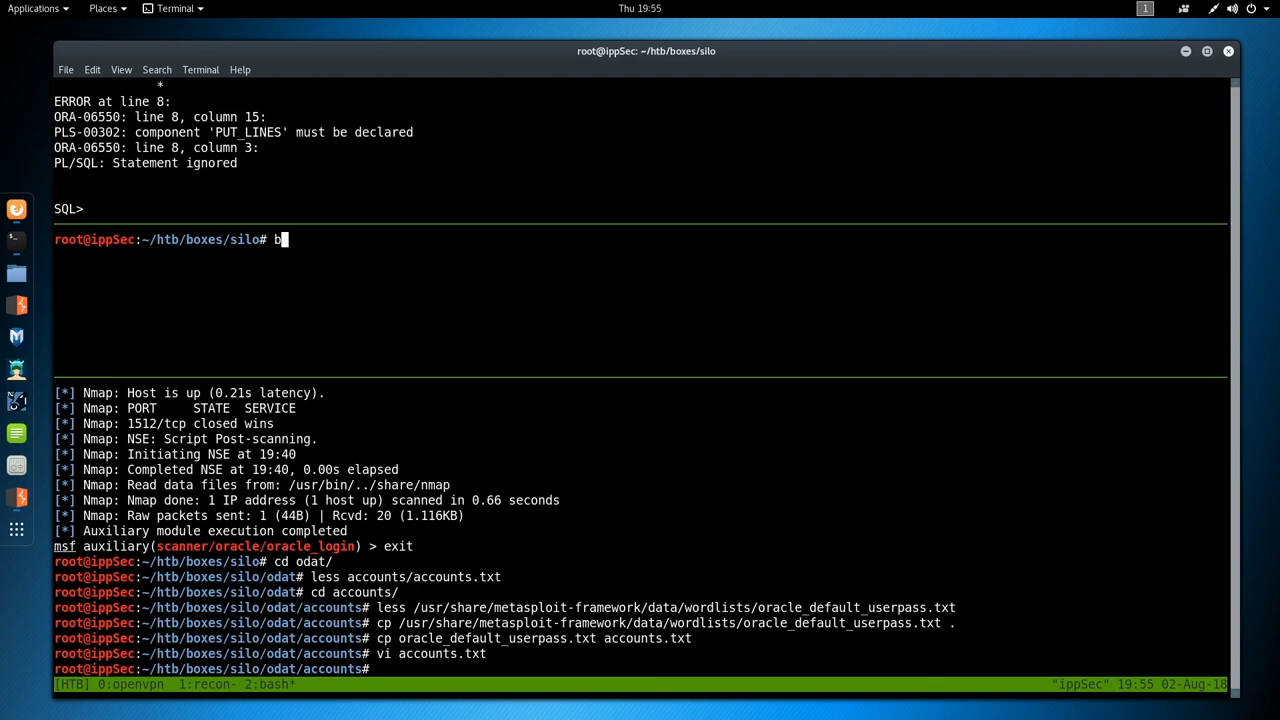 Applications Places Terminal Thu 19:55 1
root@ippSec: ~/htb/boxes/silo
File Edit View Search Terminal Help
*
ERROR at line 8:
ORA-06550: line 8, column 15:
PLS-00302: component 'PUT_LINES' must be declared
ORA-06550: line 8, column 3:
PL/SQL: Statement ignored
SQL>
root@ippSec:~/htb/boxes/silo# b
[*] Nmap: Host is up (0.21s latency).
[*] Nmap: PORT     STATE  SERVICE
[*] Nmap: 1512/tcp closed wins
[*] Nmap: NSE: Script Post-scanning.
[*] Nmap: Initiating NSE at 19:40
[*] Nmap: Completed NSE at 19:40, 0.00s elapsed
[*] Nmap: Read data files from: /usr/bin/../share/nmap
[*] Nmap: Nmap done: 1 IP address (1 host up) scanned in 0.66 seconds
[*] Nmap: Raw packets sent: 1 (44B) | Rcvd: 20 (1.116KB)
[*] Auxiliary module execution completed
msf auxiliary(scanner/oracle/oracle_login) > exit
root@ippSec:~/htb/boxes/silo# cd odat/
root@ippSec:~/htb/boxes/silo/odat# less accounts/accounts.txt
root@ippSec:~/htb/boxes/silo/odat# cd accounts/
root@ippSec:~/htb/boxes/silo/odat/accounts# less /usr/share/metasploit-framework/data/wordlists/oracle_default_userpass.txt
root@ippSec:~/htb/boxes/silo/odat/accounts# cp /usr/share/metasploit-framework/data/wordlists/oracle_default_userpass.txt .
root@ippSec:~/htb/boxes/silo/odat/accounts# cp oracle_default_userpass.txt accounts.txt
root@ippSec:~/htb/boxes/silo/odat/accounts# vi accounts.txt
root@ippSec:~/htb/boxes/silo/odat/accounts#
[HTB] 0:openvpn  1:recon- 2:bash* "ippSec" 19:55 02-Aug-18